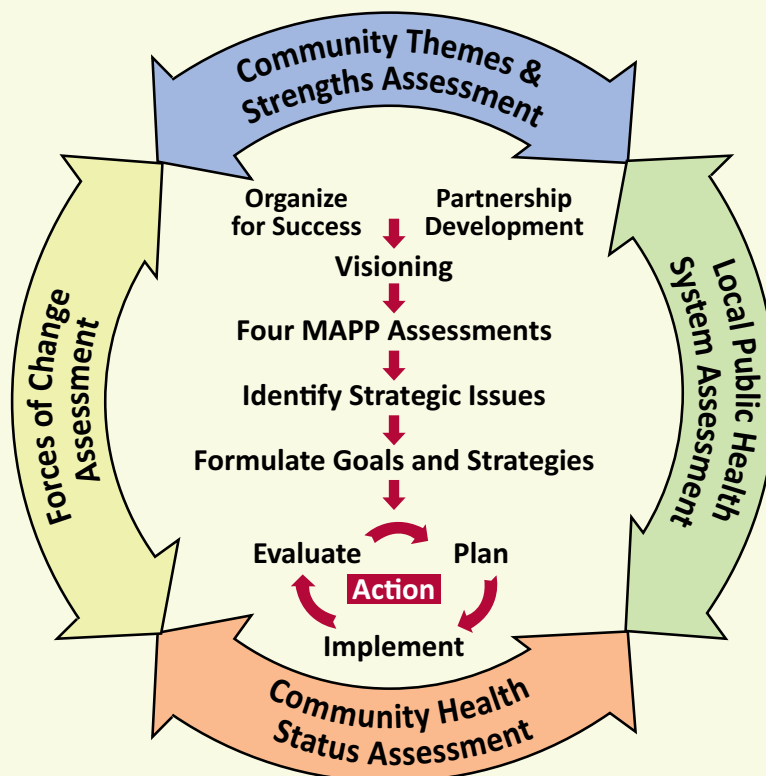 Community Themes &
Strengths Assessment
Organize
for Success
Partnership
Development
Visioning
Four MAPP Assessments
Identify Strategic Issues
Formulate Goals and Strategies
Evaluate
Plan
Action
Implement
Forces of Change
Assessment
Local Public Health
System Assessment
Community Health
Status Assessment